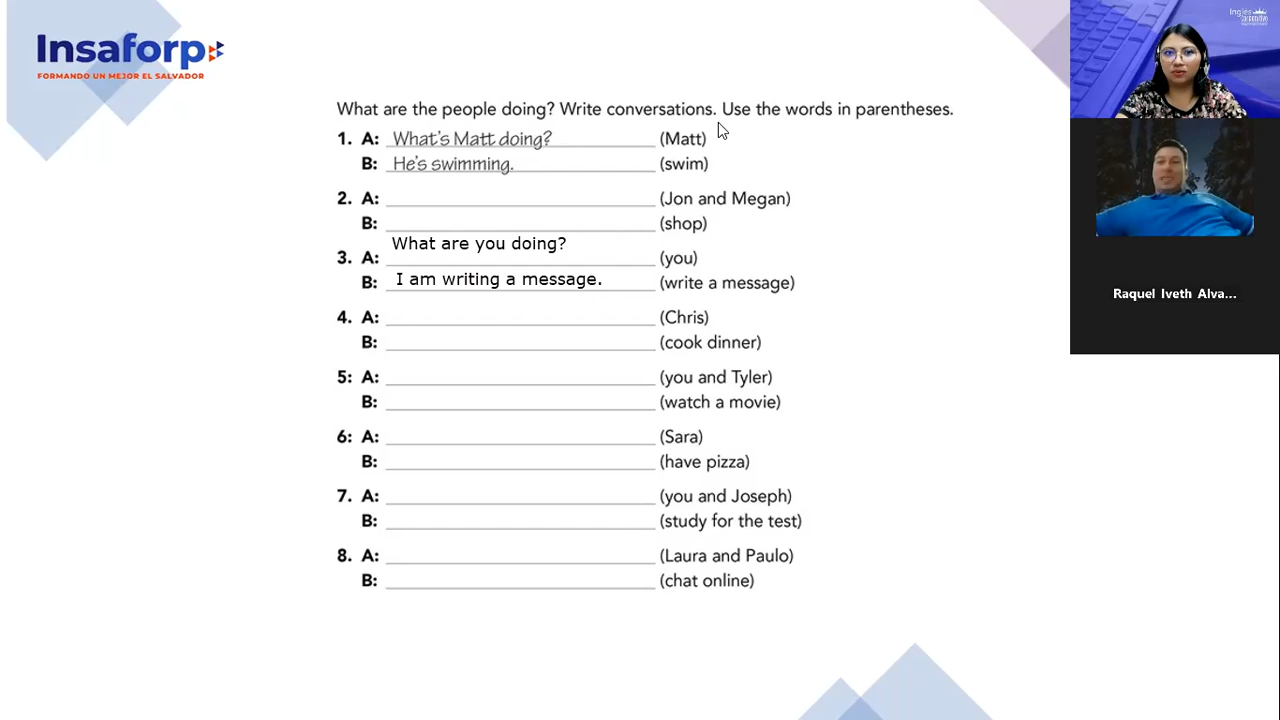 Insaforp
FORMANDO UN MEJOR EL SALVADOR
What are the people doing? Write conversations. Use the words in parentheses.
1. A: What's Matt doing? (Matt)
B: He's swimming. (swim)
2. A: (Jon and Megan)
B: (shop)
What are you doing?
3. A: (you)
B: I am writing a message. (write a message)
4. A: (Chris)
B: (cook dinner)
5: A: (you and Tyler)
B: (watch a movie)
6: A: (Sara)
B: (have pizza)
7. A: (you and Joseph)
B: (study for the test)
8. A: (Laura and Paulo)
B: (chat online)
Inglés
Raquel Iveth Alva...